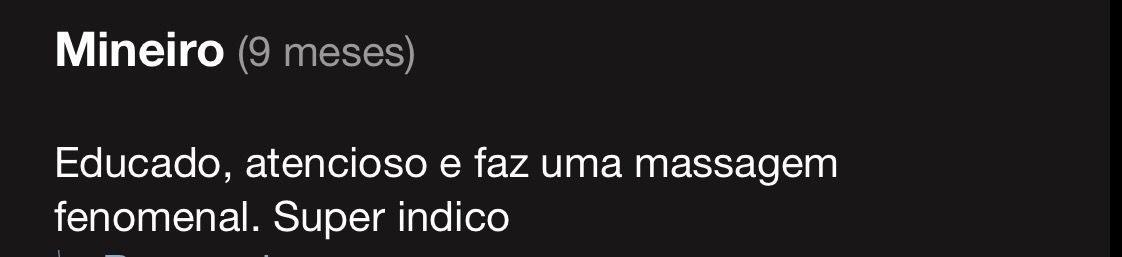 Mineiro (9 meses)
Educado, atencioso e faz uma massagem
fenomenal. Super indico